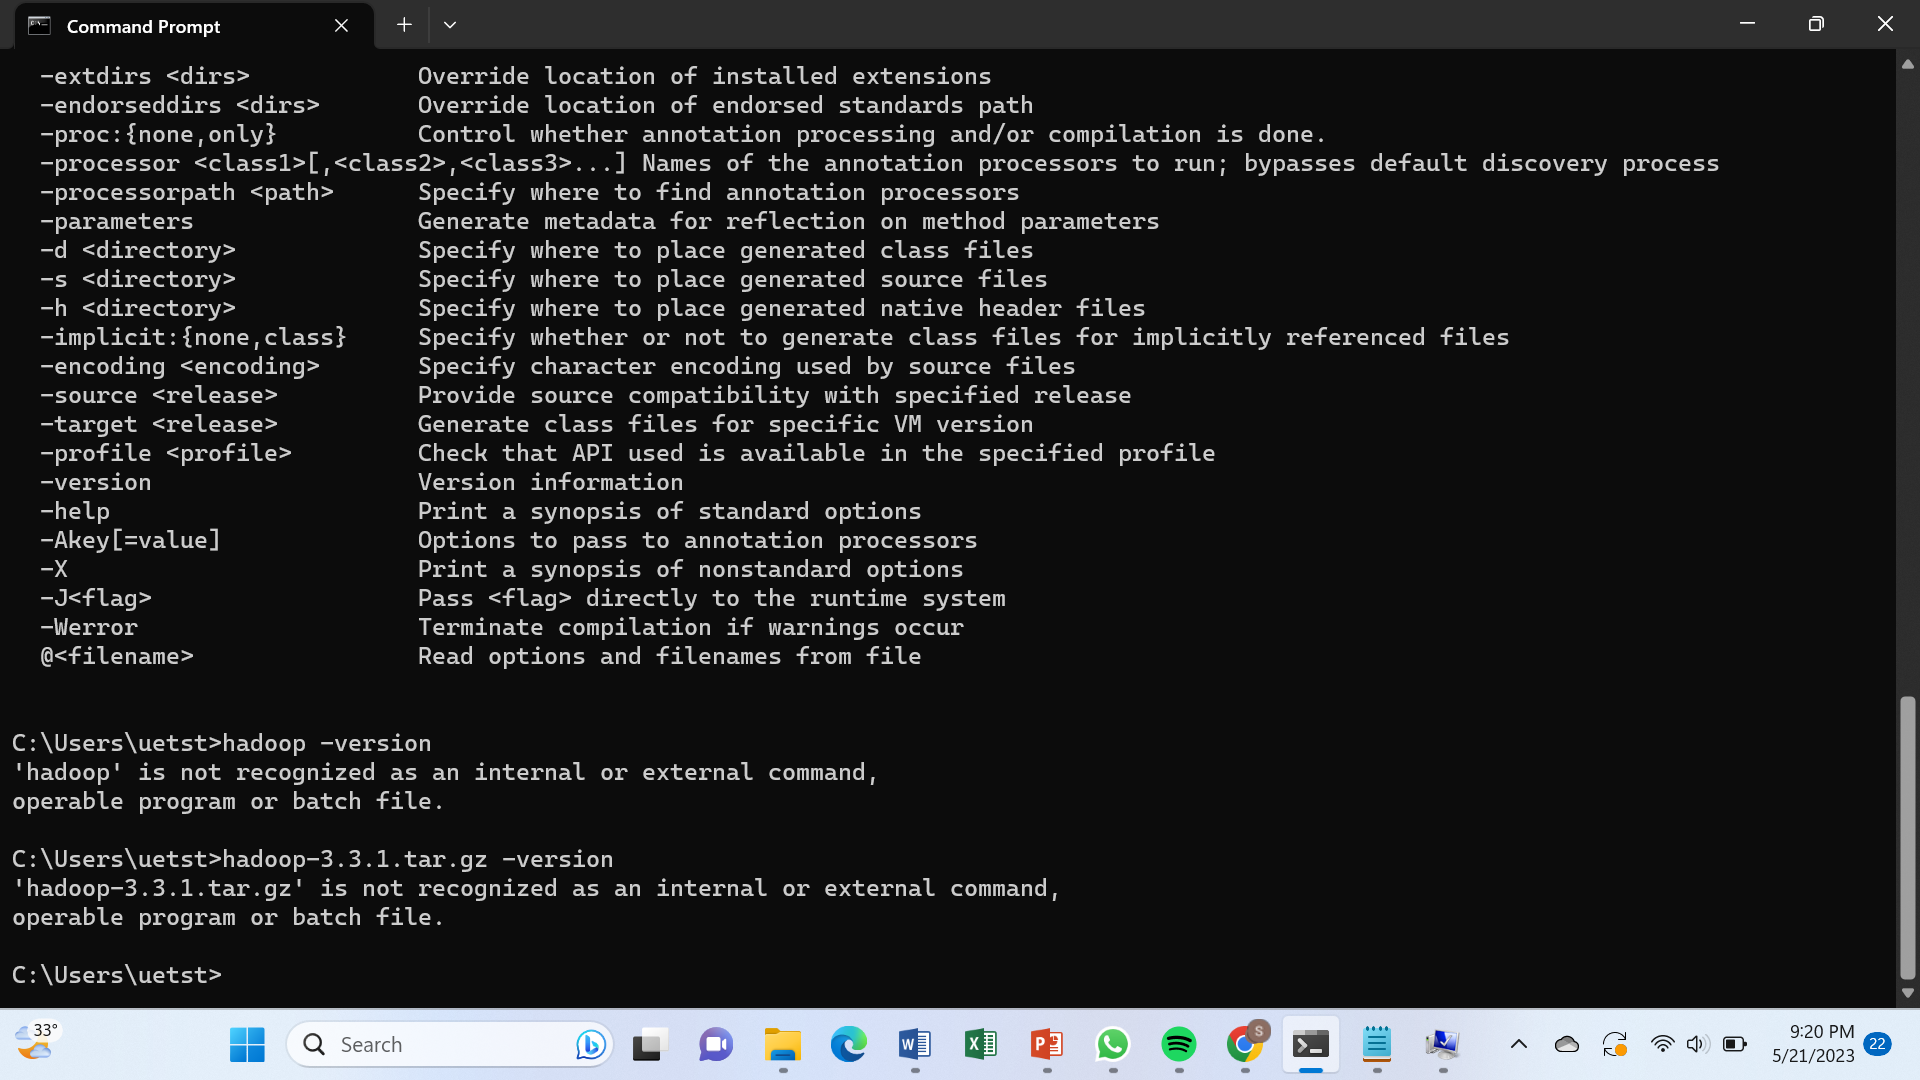 Command Prompt
-extdirs <dirs> Override location of installed extensions
-endorseddirs <dirs> Override location of endorsed standards path
-proc:{none,only} Control whether annotation processing and/or compilation is done.
-processor <class1>[,<class2>,<class3>...] Names of the annotation processors to run; bypasses default discovery process
-processorpath <path> Specify where to find annotation processors
-parameters Generate metadata for reflection on method parameters
-d <directory> Specify where to place generated class files
-s <directory> Specify where to place generated source files
-h <directory> Specify where to place generated native header files
-implicit:{none,class} Specify whether or not to generate class files for implicitly referenced files
-encoding <encoding> Specify character encoding used by source files
-source <release> Provide source compatibility with specified release
-target <release> Generate class files for specific VM version
-profile <profile> Check that API used is available in the specified profile
-version Version information
-help Print a synopsis of standard options
-Akey[=value] Options to pass to annotation processors
-X Print a synopsis of nonstandard options
-J<flag> Pass <flag> directly to the runtime system
-Werror Terminate compilation if warnings occur
@<filename> Read options and filenames from file
C:\Users\uetst>hadoop -version
'hadoop' is not recognized as an internal or external command,
operable program or batch file.
C:\Users\uetst>hadoop-3.3.1.tar.gz -version
'hadoop-3.3.1.tar.gz' is not recognized as an internal or external command,
operable program or batch file.
C:\Users\uetst>
33°
Search
S
9:20 PM
5/21/2023
22